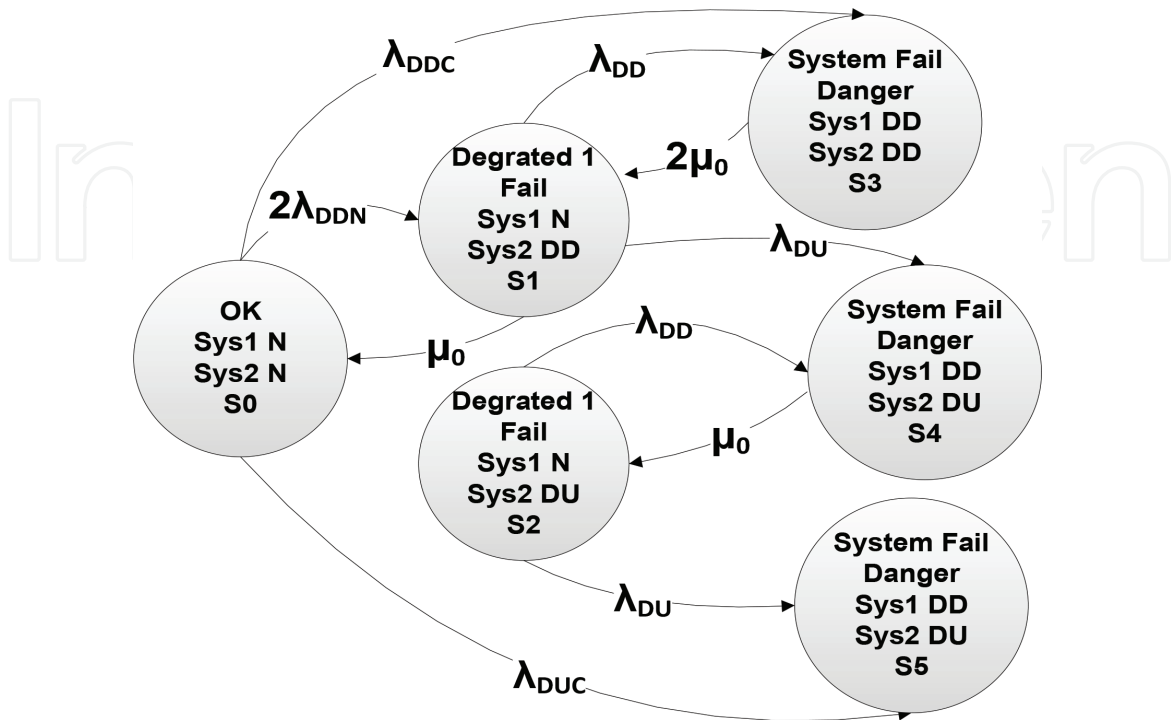 λDDC
λDD
System Fail
Danger
Sys1 DD
Sys2 DD
S3
Degrated 1
Fail
Sys1 N
Sys2 DD
S1
2μ0
2λDDN
λDU
OK
Sys1 N
Sys2 N
S0
μ0
λDD
System Fail
Danger
Sys1 DD
Sys2 DU
S4
Degrated 1
Fail
Sys1 N
Sys2 DU
S2
μ0
System Fail
Danger
Sys1 DD
Sys2 DU
S5
λDU
λDUC